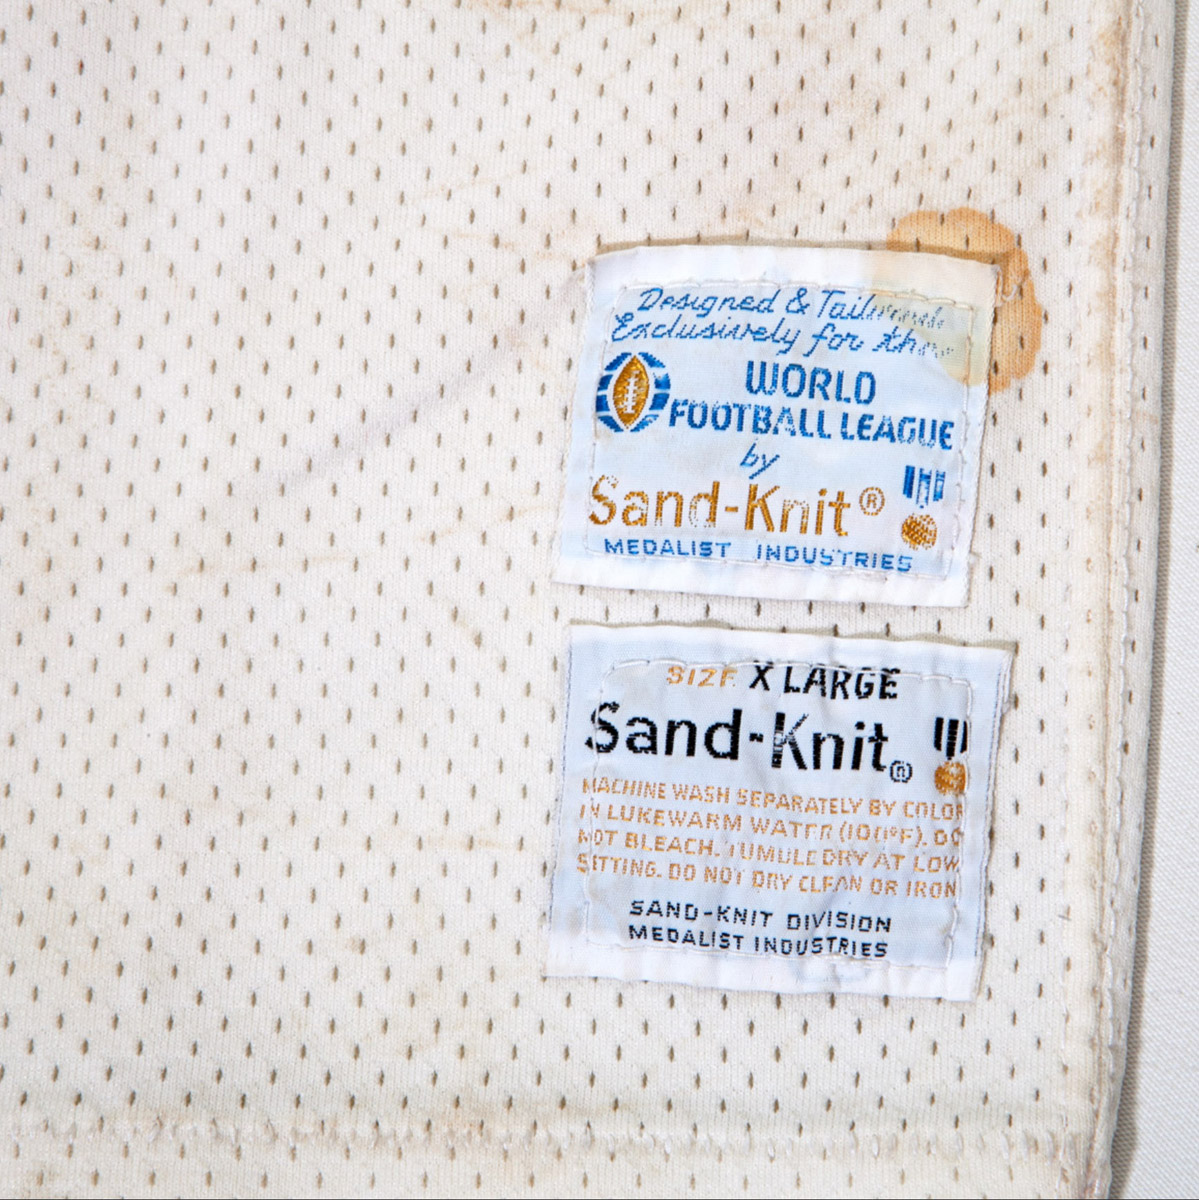 Designed & Tailored
Exclusively for the
WORLD
FOOTBALL LEAGUE
by
Sand-Knit®
MEDALIST INDUSTRIES
SIZE X LARGE
Sand-Knit®
MACHINE WASH SEPARATELY BY COLOR
IN LUKEWARM WATER (100°F). DO
NOT BLEACH. TUMBLE DRY AT LOW
SETTING. DO NOT DRY CLEAN OR IRON
SAND-KNIT DIVISION
MEDALIST INDUSTRIES